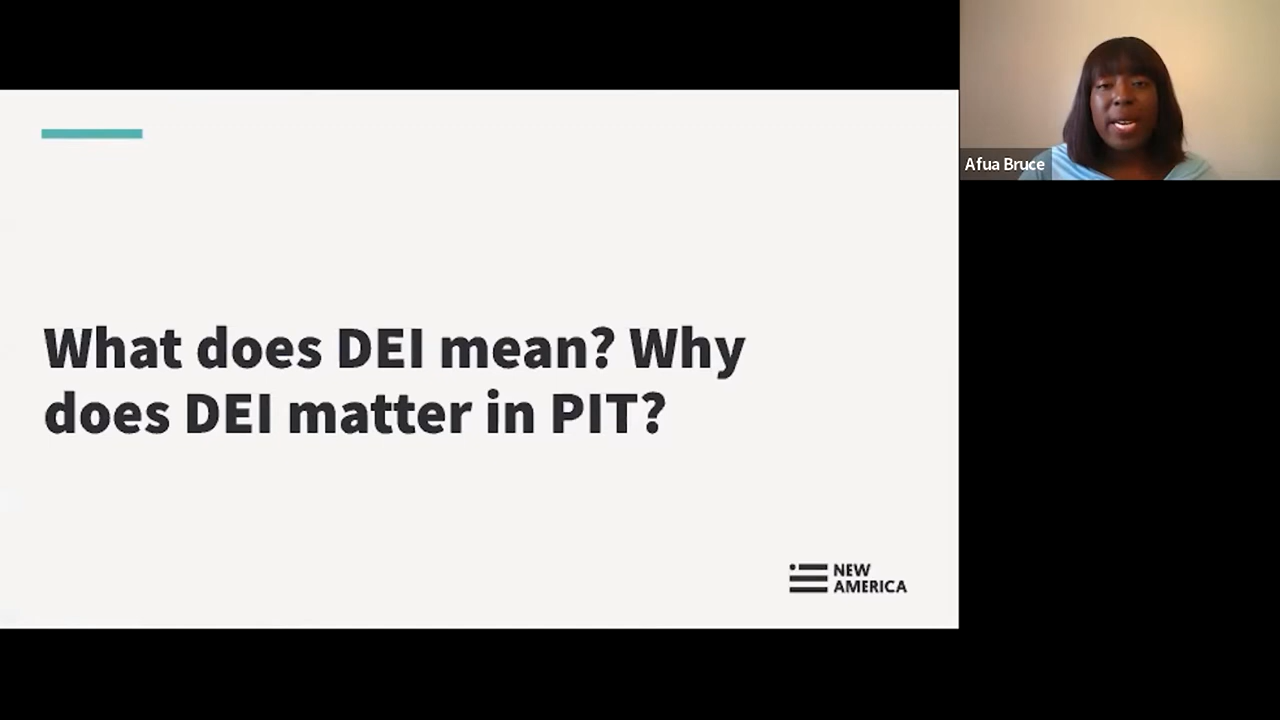 What does DEI mean? Why
does DEI matter in PIT?
NEW
AMERICA
Afua Bruce